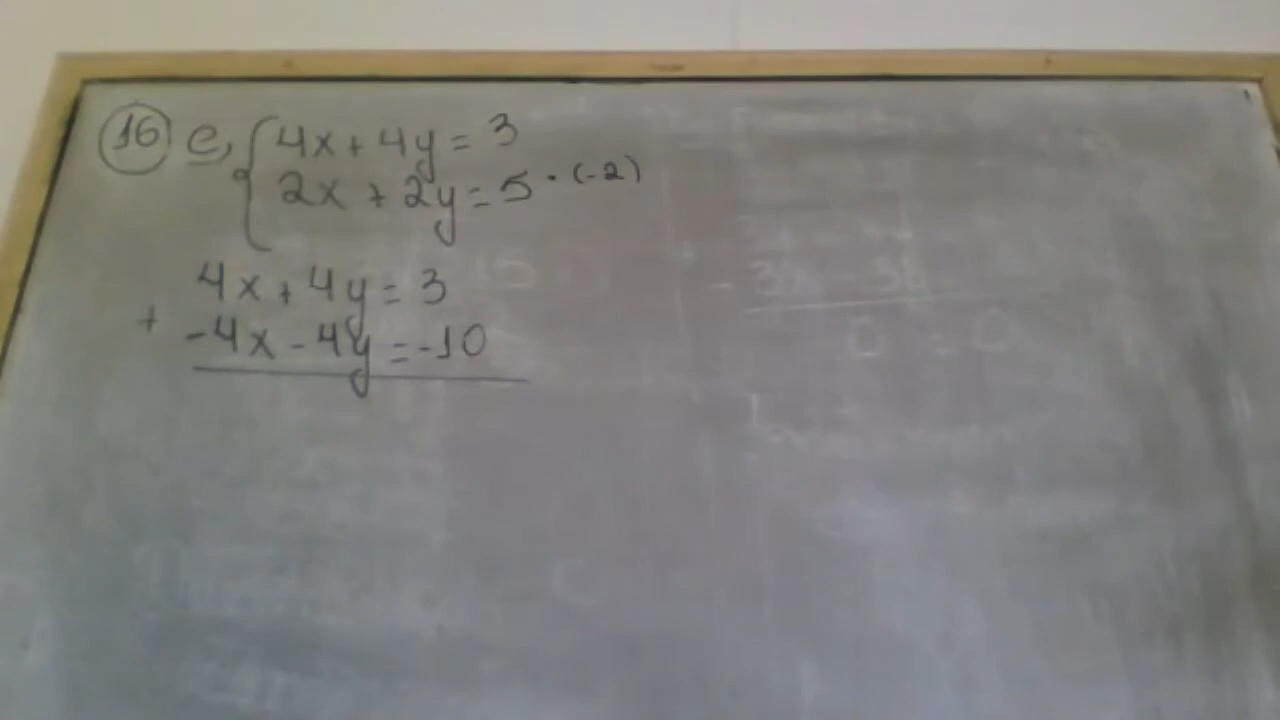 16 e, 4x + 4y = 3
2x + 2y = 5 · (-2)
4x + 4y = 3
+ -4x - 4y = -10